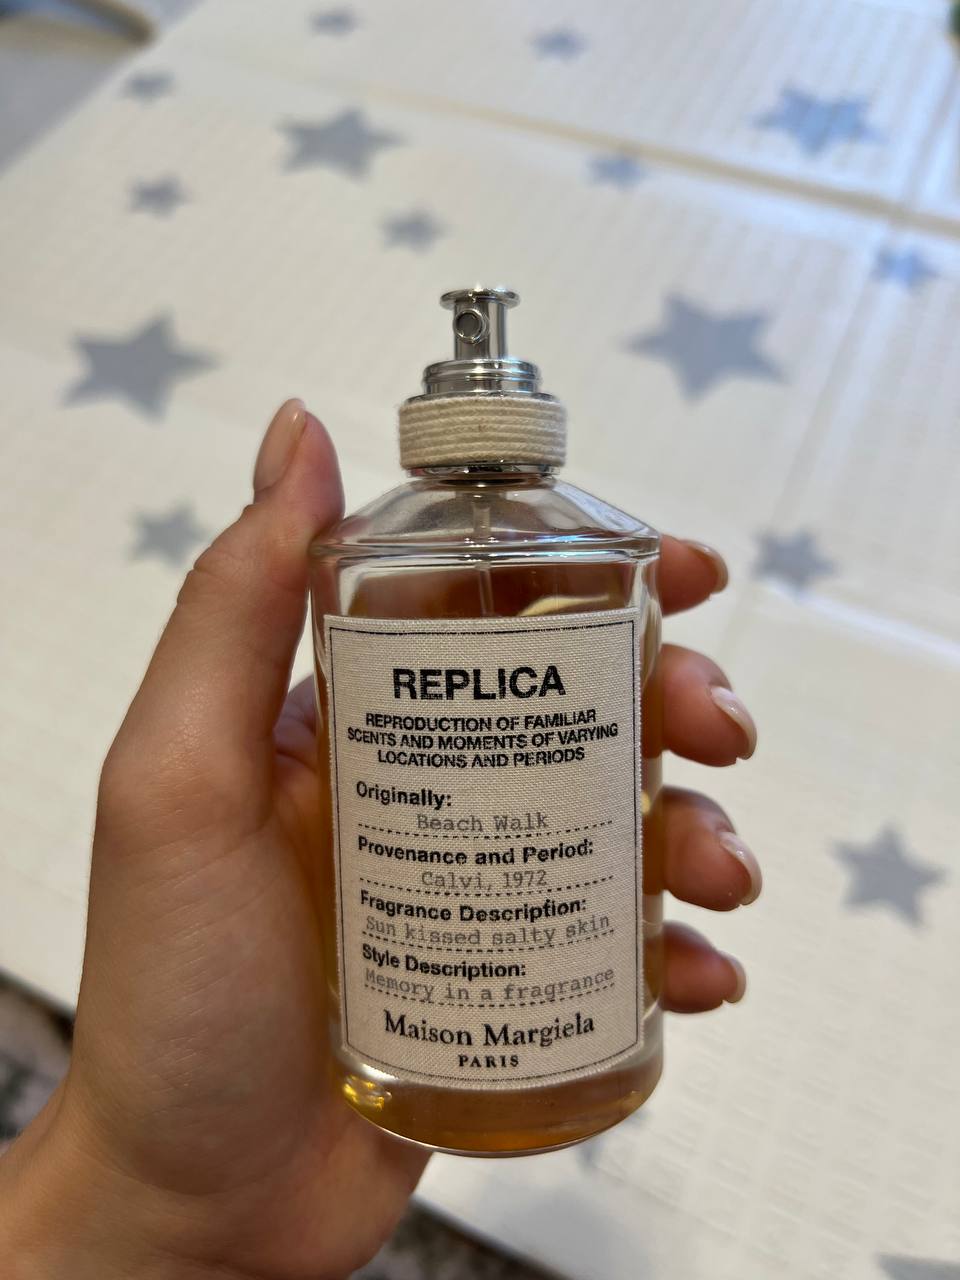 REPLICA
REPRODUCTION OF FAMILIAR
SCENTS AND MOMENTS OF VARYING
LOCATIONS AND PERIODS
Originally:
Beach Walk
Provenance and Period:
Calvi, 1972
Fragrance Description:
Sun kissed salty skin
Style Description:
Memory in a fragrance
Maison Margiela
PARIS